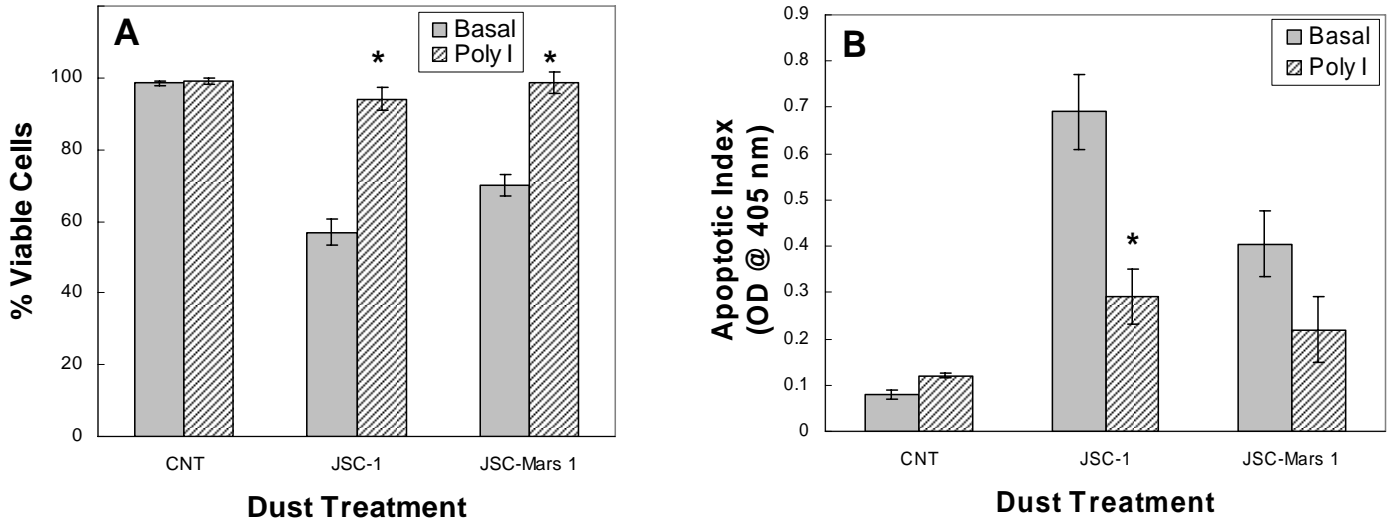 A
Basal
Poly I
*
*
100
80
60
40
20
0
% Viable Cells
CNT
JSC-1
JSC-Mars 1
Dust Treatment
B
Basal
Poly I
*
0.9
0.8
0.7
0.6
0.5
0.4
0.3
0.2
0.1
0
Apoptotic Index
(OD @ 405 nm)
CNT
JSC-1
JSC-Mars 1
Dust Treatment